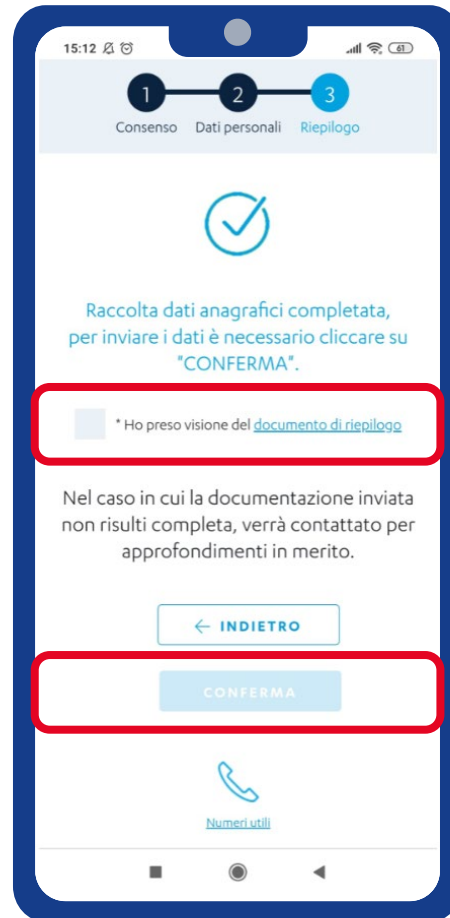 15:12 61
1 2 3
Consenso Dati personali Riepilogo
Raccolta dati anagrafici completata,
per inviare i dati è necessario cliccare su
"CONFERMA".
* Ho preso visione del documento di riepilogo
Nel caso in cui la documentazione inviata
non risulti completa, verrà contattato per
approfondimenti in merito.
← INDIETRO
CONFERMA
Numeri utili